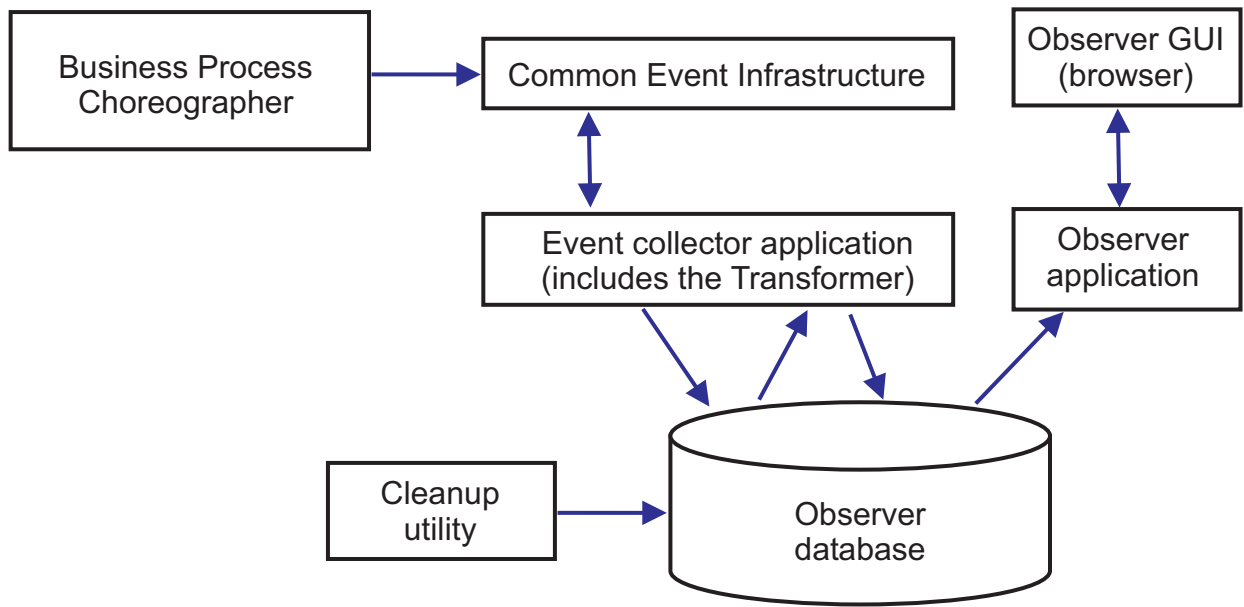 Business Process
Choreographer
Common Event Infrastructure
Observer GUI
(browser)
Event collector application
(includes the Transformer)
Observer
application
Cleanup
utility
Observer
database